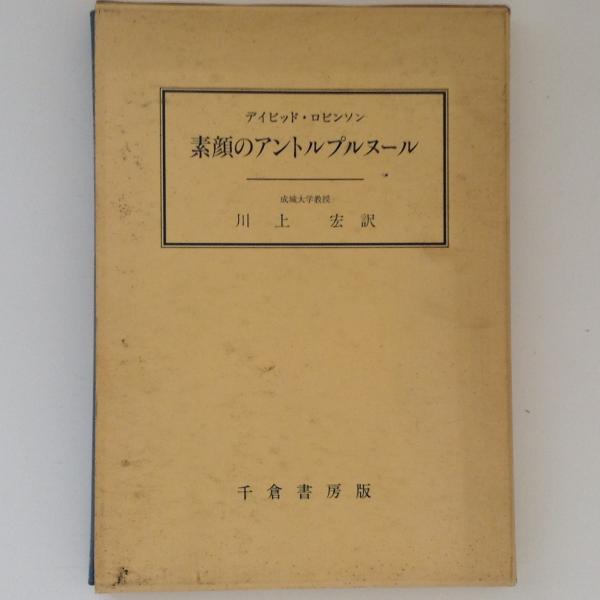 デイビッド・ロビンソン
素顔のアントルプルヌール
成城大学教授
川上 宏 訳
千倉書房版